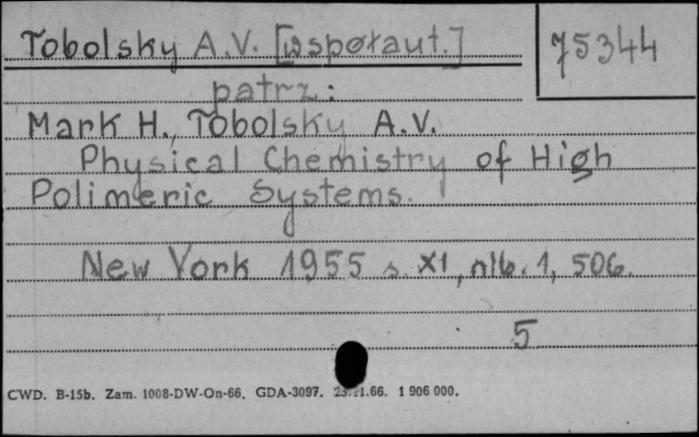 Tobolsky A.V. [współaut.]
75344
patrz:
Mark H., Tobolsky A.V.
Physical Chemistry of High
Polimeric Systems.
New York 1955 s. XI, nlb. 1, 506.
5
CWD. B-15b. Zam. 1008-DW-On-66. GDA-3097. 1 906 000.